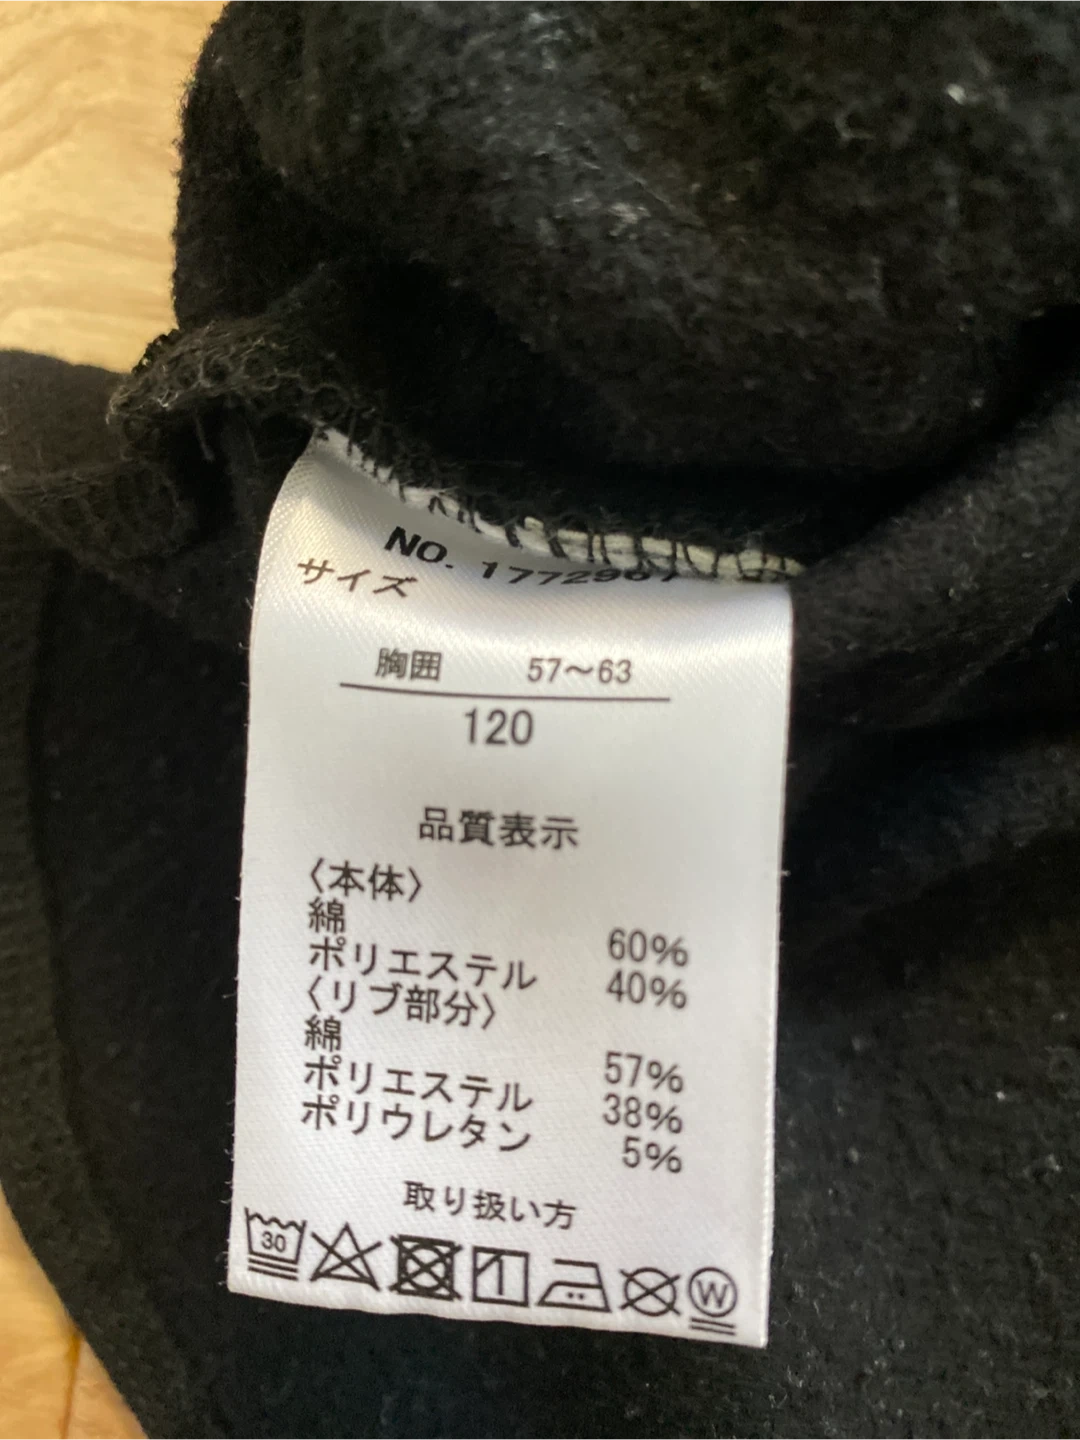 NO.
サイズ
胸囲 57～63
120
品質表示
〈本体〉
綿 60%
ポリエステル 40%
〈リブ部分〉
綿 57%
ポリエステル 38%
ポリウレタン 5%
取り扱い方
30 W